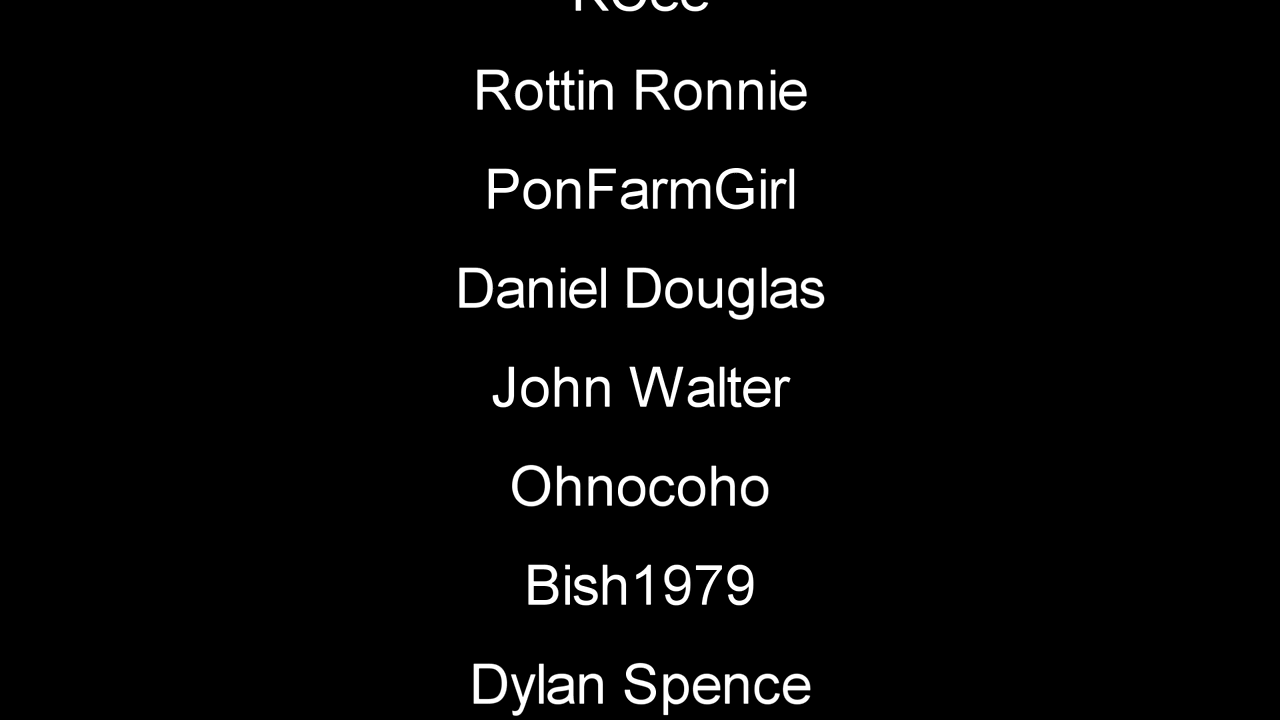 Rottin Ronnie
PonFarmGirl
Daniel Douglas
John Walter
Ohnocoho
Bish1979
Dylan Spence